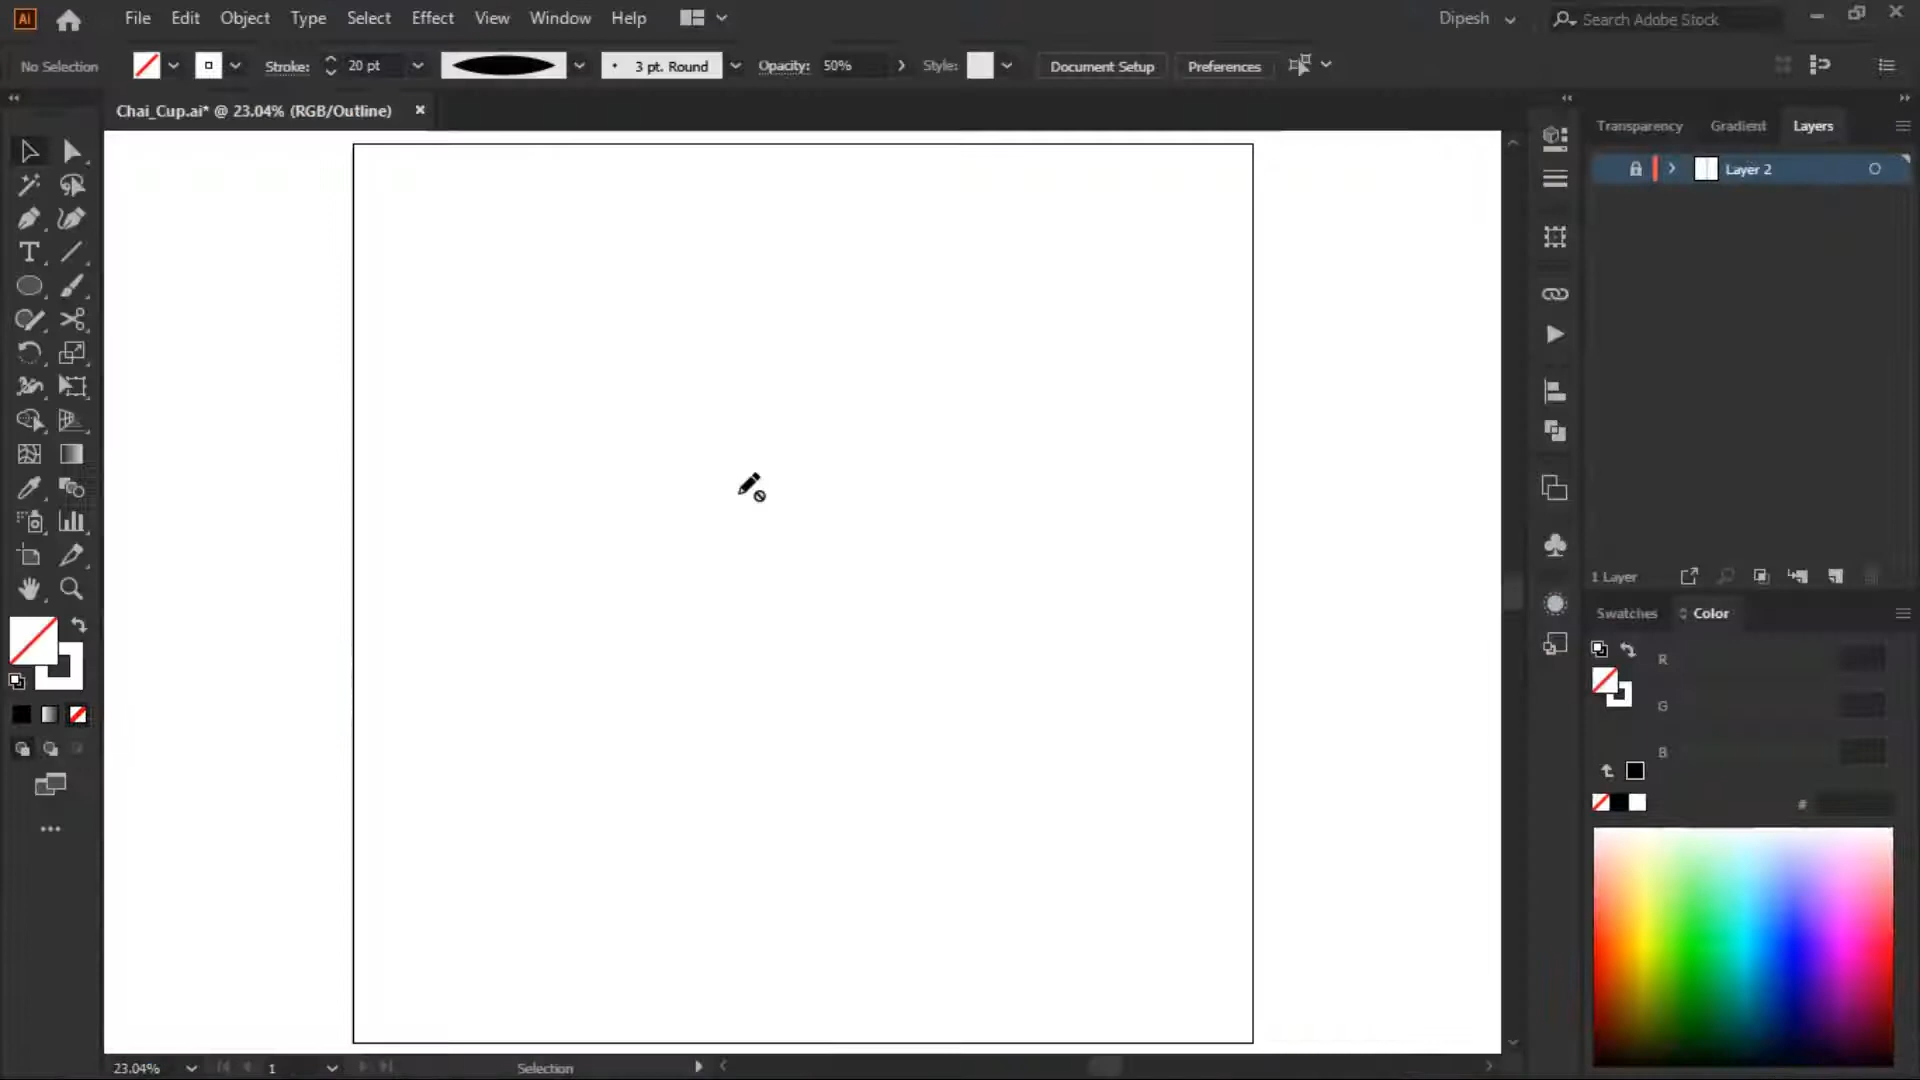 Ai File Edit Object Type Select Effect View Window Help Dipesh Search Adobe Stock
No Selection Stroke: 20 pt 3 pt. Round Opacity: 50% Style: Document Setup Preferences
Chai_Cup.ai* @ 23.04% (RGB/Outline)
Transparency Gradient Layers
Layer 2
1 Layer
Swatches Color
R
G
B
#
23.04% 1 Selection